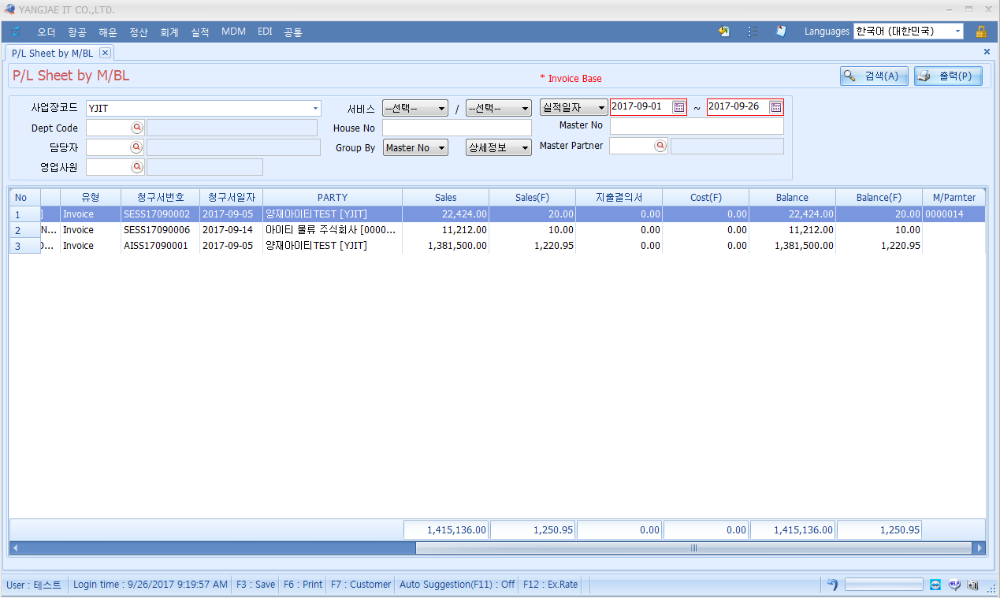 YANGJAE IT CO.,LTD.
오더 항공 해운 정산 회계 실적 MDM EDI 공통 Languages 한국어 (대한민국)
P/L Sheet by M/BL
P/L Sheet by M/BL * Invoice Base 검색(A) 출력(P)
사업장코드 YJIT 서비스 --선택-- / --선택-- 실적일자 2017-09-01 ~ 2017-09-26
Dept Code House No Master No
담당자 Group By Master No 상세정보 Master Partner
영업사원
No 유형 청구서번호 청구서일자 PARTY Sales Sales(F) 지출결의서 Cost(F) Balance Balance(F) M/Parnter
1 ] Invoice SESS17090002 2017-09-05 양재아이티TEST [YJIT] 22,424.00 20.00 0.00 0.00 22,424.00 20.00 0000014
2 N... Invoice SESS17090006 2017-09-14 아이티 물류 주식회사 [0000... 11,212.00 10.00 0.00 0.00 11,212.00 10.00
3 ... Invoice AISS17090001 2017-09-05 양재아이티TEST [YJIT] 1,381,500.00 1,220.95 0.00 0.00 1,381,500.00 1,220.95
1,415,136.00 1,250.95 0.00 0.00 1,415,136.00 1,250.95
User : 테스트 Login time : 9/26/2017 9:19:57 AM F3 : Save F6 : Print F7 : Customer Auto Suggestion(F11) : Off F12 : Ex.Rate HELP